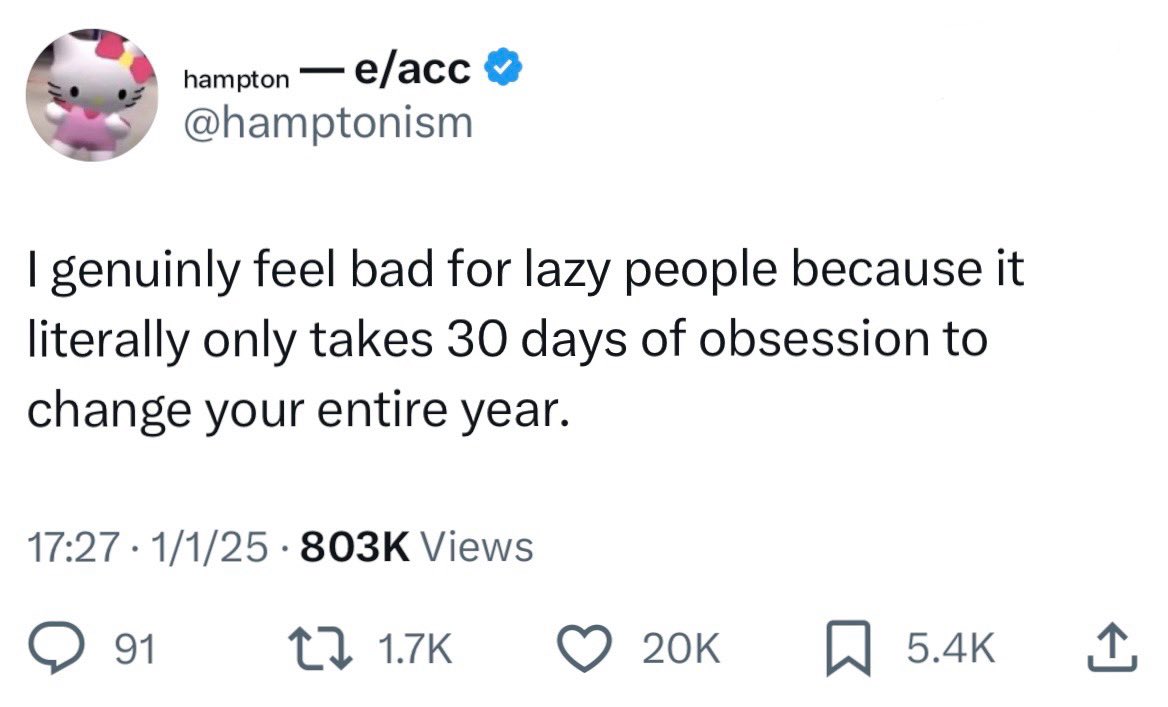 hampton — e/acc
@hamptonism
I genuinly feel bad for lazy people because it
literally only takes 30 days of obsession to
change your entire year.
17:27 · 1/1/25 · 803K Views
91 1.7K 20K 5.4K